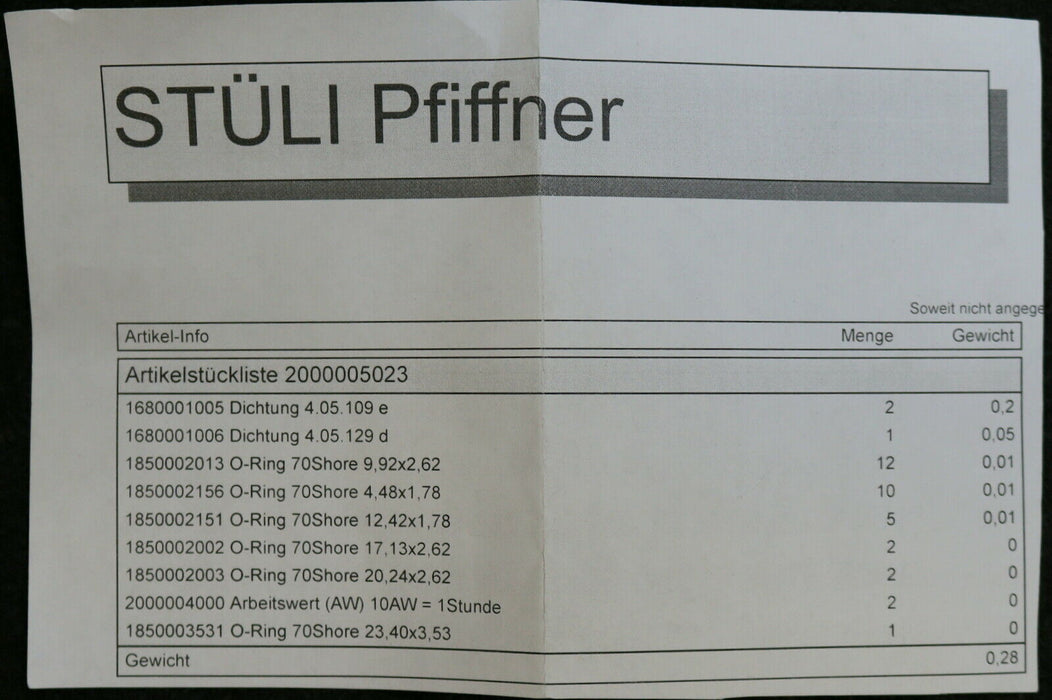 STÜLI Pfiffner
Soweit nicht angege
Artikel-Info Menge Gewicht
Artikelstückliste 2000005023
1680001005 Dichtung 4.05.109 e 2 0,2
1680001006 Dichtung 4.05.129 d 1 0,05
1850002013 O-Ring 70Shore 9,92x2,62 12 0,01
1850002156 O-Ring 70Shore 4,48x1,78 10 0,01
1850002151 O-Ring 70Shore 12,42x1,78 5 0,01
1850002002 O-Ring 70Shore 17,13x2,62 2 0
1850002003 O-Ring 70Shore 20,24x2,62 2 0
2000004000 Arbeitswert (AW) 10AW = 1Stunde 2 0
1850003531 O-Ring 70Shore 23,40x3,53 1 0
Gewicht 0,28